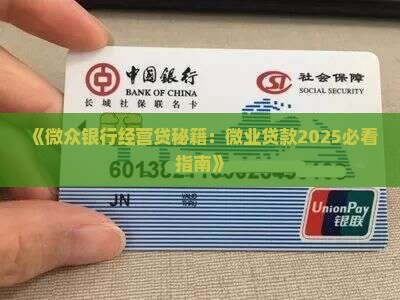 中国银行
BANK OF CHINA
长城 社保联名卡
社会保障
SOCIAL SECURITY
《微众银行经营贷秘籍：微业贷款2025必看
指南》
JN
UnionPay
银联